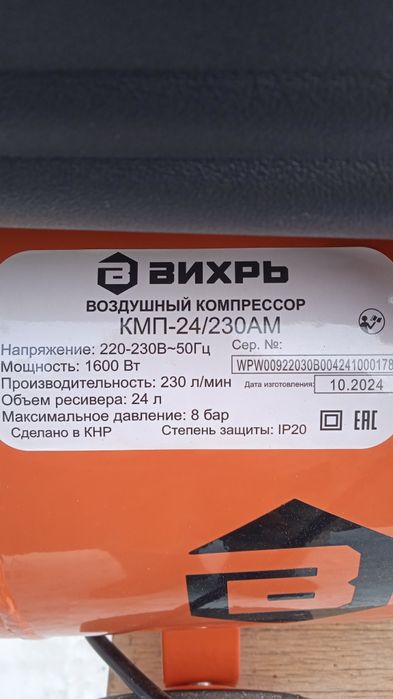 ВИХРЬ
ВОЗДУШНЫЙ КОМПРЕССОР
КМП-24/230АМ
Напряжение: 220-230В~50Гц
Сер. №:
Мощность: 1600 Вт
WPW00922030B004241000178
Производительность: 230 л/мин
Дата изготовления:
10.2024
Объем ресивера: 24 л
Максимальное давление: 8 бар
EAC
Сделано в КНР
Степень защиты: IP20